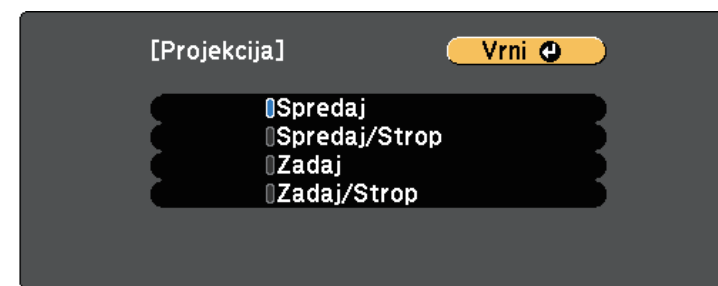 [Projekcija] Vrni
Spredaj
Spredaj/Strop
Zadaj
Zadaj/Strop